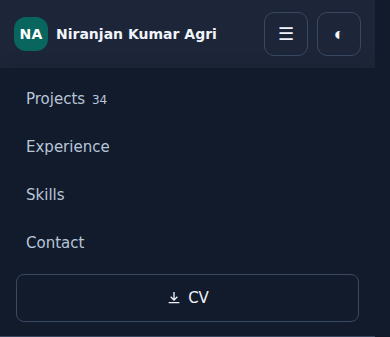 NA Niranjan Kumar Agri
Projects 34
Experience
Skills
Contact
CV